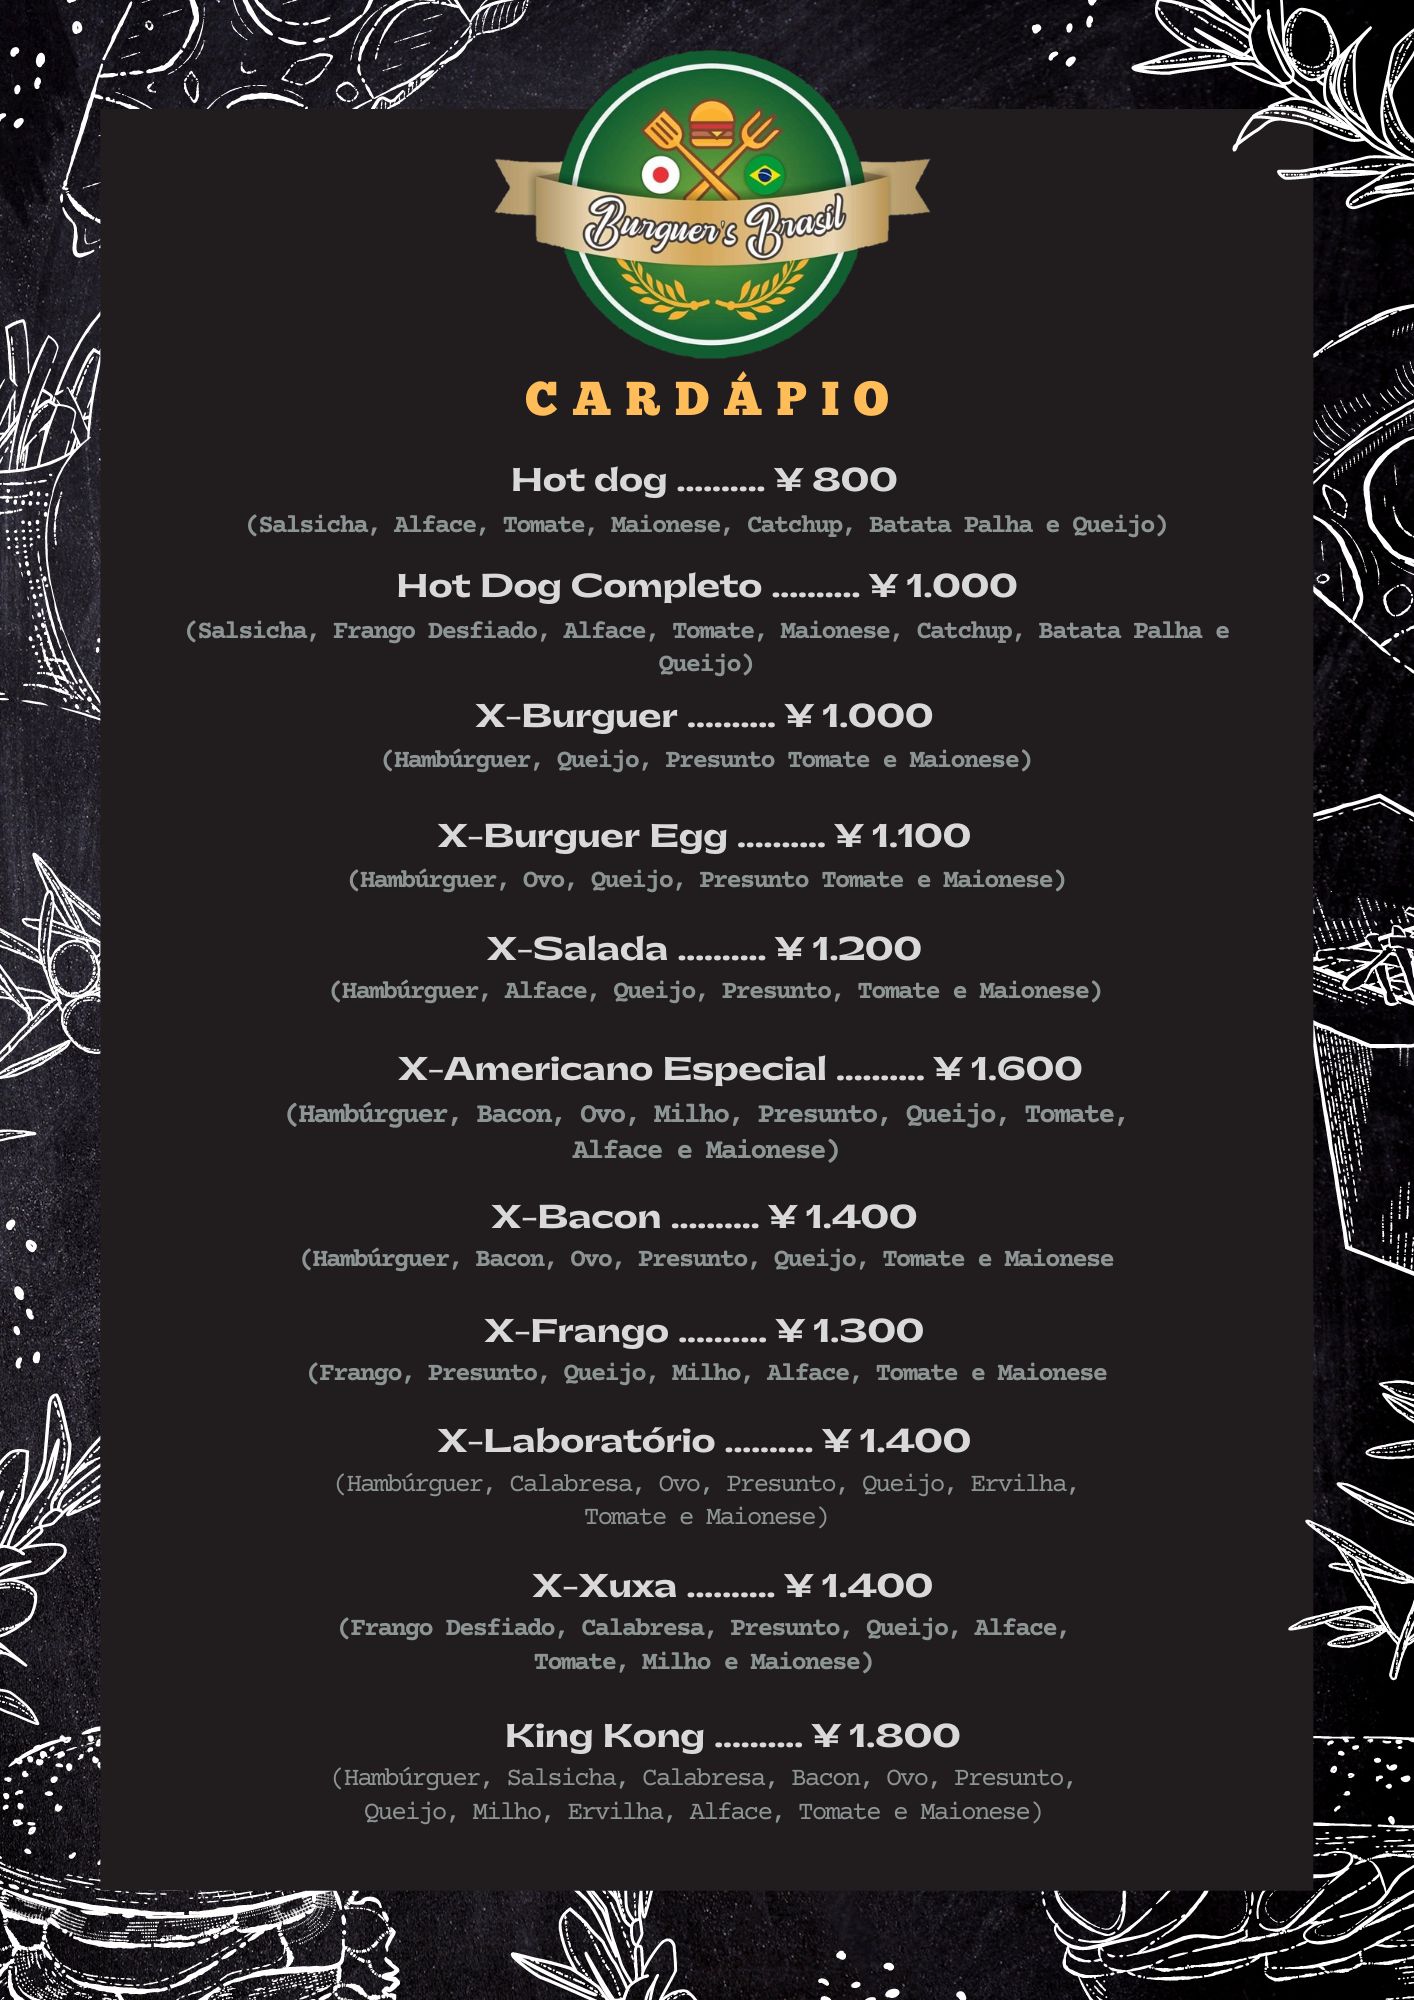 Burguer's Brasil
CARDÁPIO
Hot dog .......... ¥ 800
(Salsicha, Alface, Tomate, Maionese, Catchup, Batata Palha e Queijo)
Hot Dog Completo .......... ¥ 1.000
(Salsicha, Frango Desfiado, Alface, Tomate, Maionese, Catchup, Batata Palha e
Queijo)
X-Burguer .......... ¥ 1.000
(Hambúrguer, Queijo, Presunto Tomate e Maionese)
X-Burguer Egg .......... ¥ 1.100
(Hambúrguer, Ovo, Queijo, Presunto Tomate e Maionese)
X-Salada .......... ¥ 1.200
(Hambúrguer, Alface, Queijo, Presunto, Tomate e Maionese)
X-Americano Especial .......... ¥ 1.600
(Hambúrguer, Bacon, Ovo, Milho, Presunto, Queijo, Tomate,
Alface e Maionese)
X-Bacon .......... ¥ 1.400
(Hambúrguer, Bacon, Ovo, Presunto, Queijo, Tomate e Maionese
X-Frango .......... ¥ 1.300
(Frango, Presunto, Queijo, Milho, Alface, Tomate e Maionese
X-Laboratório .......... ¥ 1.400
(Hambúrguer, Calabresa, Ovo, Presunto, Queijo, Ervilha,
Tomate e Maionese)
X-Xuxa .......... ¥ 1.400
(Frango Desfiado, Calabresa, Presunto, Queijo, Alface,
Tomate, Milho e Maionese)
King Kong .......... ¥ 1.800
(Hambúrguer, Salsicha, Calabresa, Bacon, Ovo, Presunto,
Queijo, Milho, Ervilha, Alface, Tomate e Maionese)